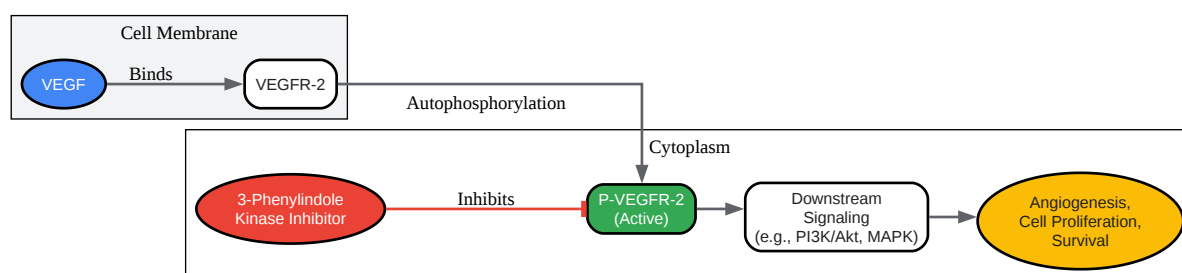 Cell Membrane
VEGF
Binds
VEGFR-2
Autophosphorylation
Cytoplasm
3-Phenylindole
Kinase Inhibitor
Inhibits
P-VEGFR-2
(Active)
Downstream
Signaling
(e.g., PI3K/Akt, MAPK)
Angiogenesis,
Cell Proliferation,
Survival